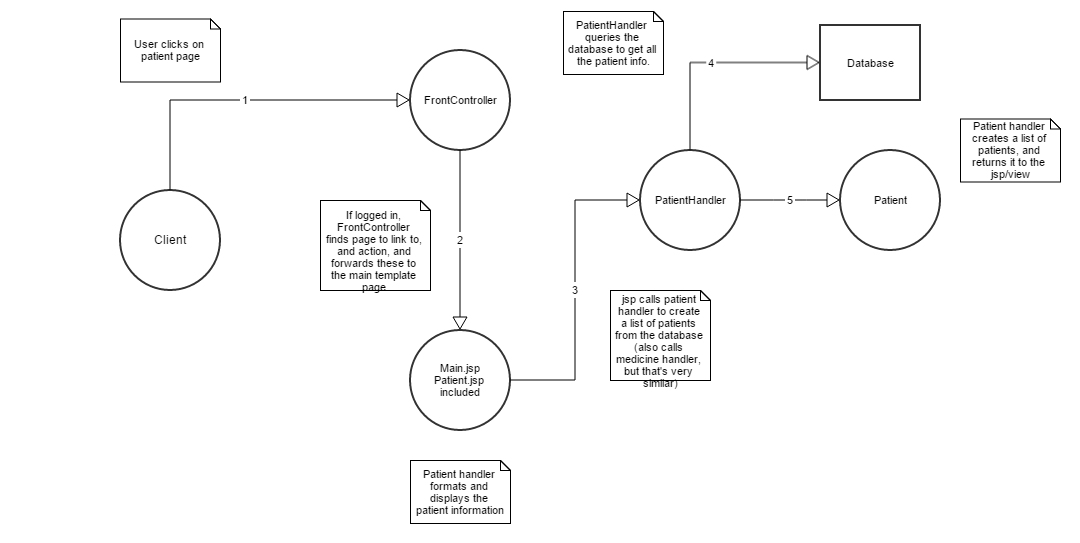 User clicks on
patient page
1
FrontController
Client
If logged in,
FrontController
finds page to link to,
and action, and
forwards these to
the main template
page
2
Main.jsp
Patient.jsp
included
Patient handler
formats and
displays the
patient information
3
PatientHandler
queries the
database to get all
the patient info.
4
Database
PatientHandler
5
Patient
Patient handler
creates a list of
patients, and
returns it to the
jsp/view
jsp calls patient
handler to create
a list of patients
from the database
(also calls
medicine handler,
but that's very
similar)